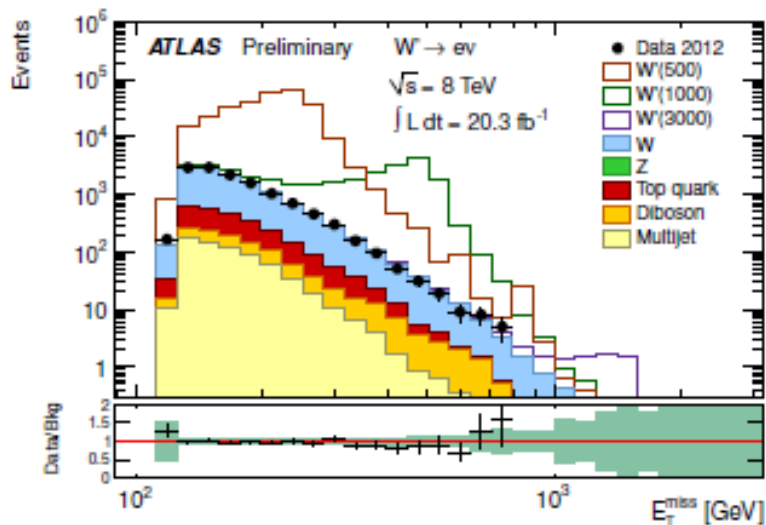 ATLAS Preliminary W' → eν
√s = 8 TeV
∫ L dt = 20.3 fb⁻¹
Data 2012
W'(500)
W'(1000)
W'(3000)
W
Z
Top quark
Diboson
Multijet
Events
10⁶
10⁵
10⁴
10³
10²
10
1
Data/Bkg
2
1.5
1
0.5
0
10²
10³
E_T^miss [GeV]